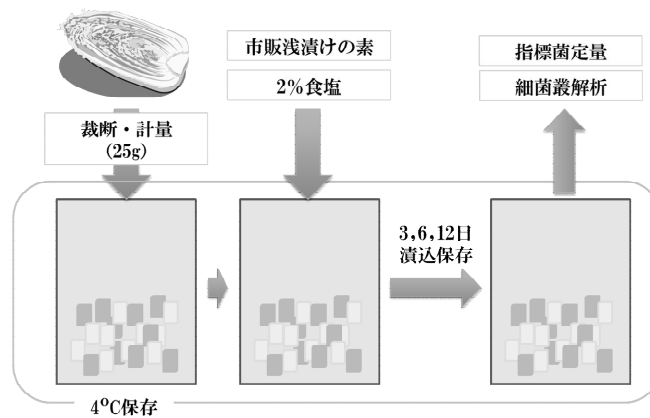 市販浅漬けの素
2%食塩
指標菌定量
細菌叢解析
裁断・計量
(25g)
3,6,12日
漬込保存
4℃保存